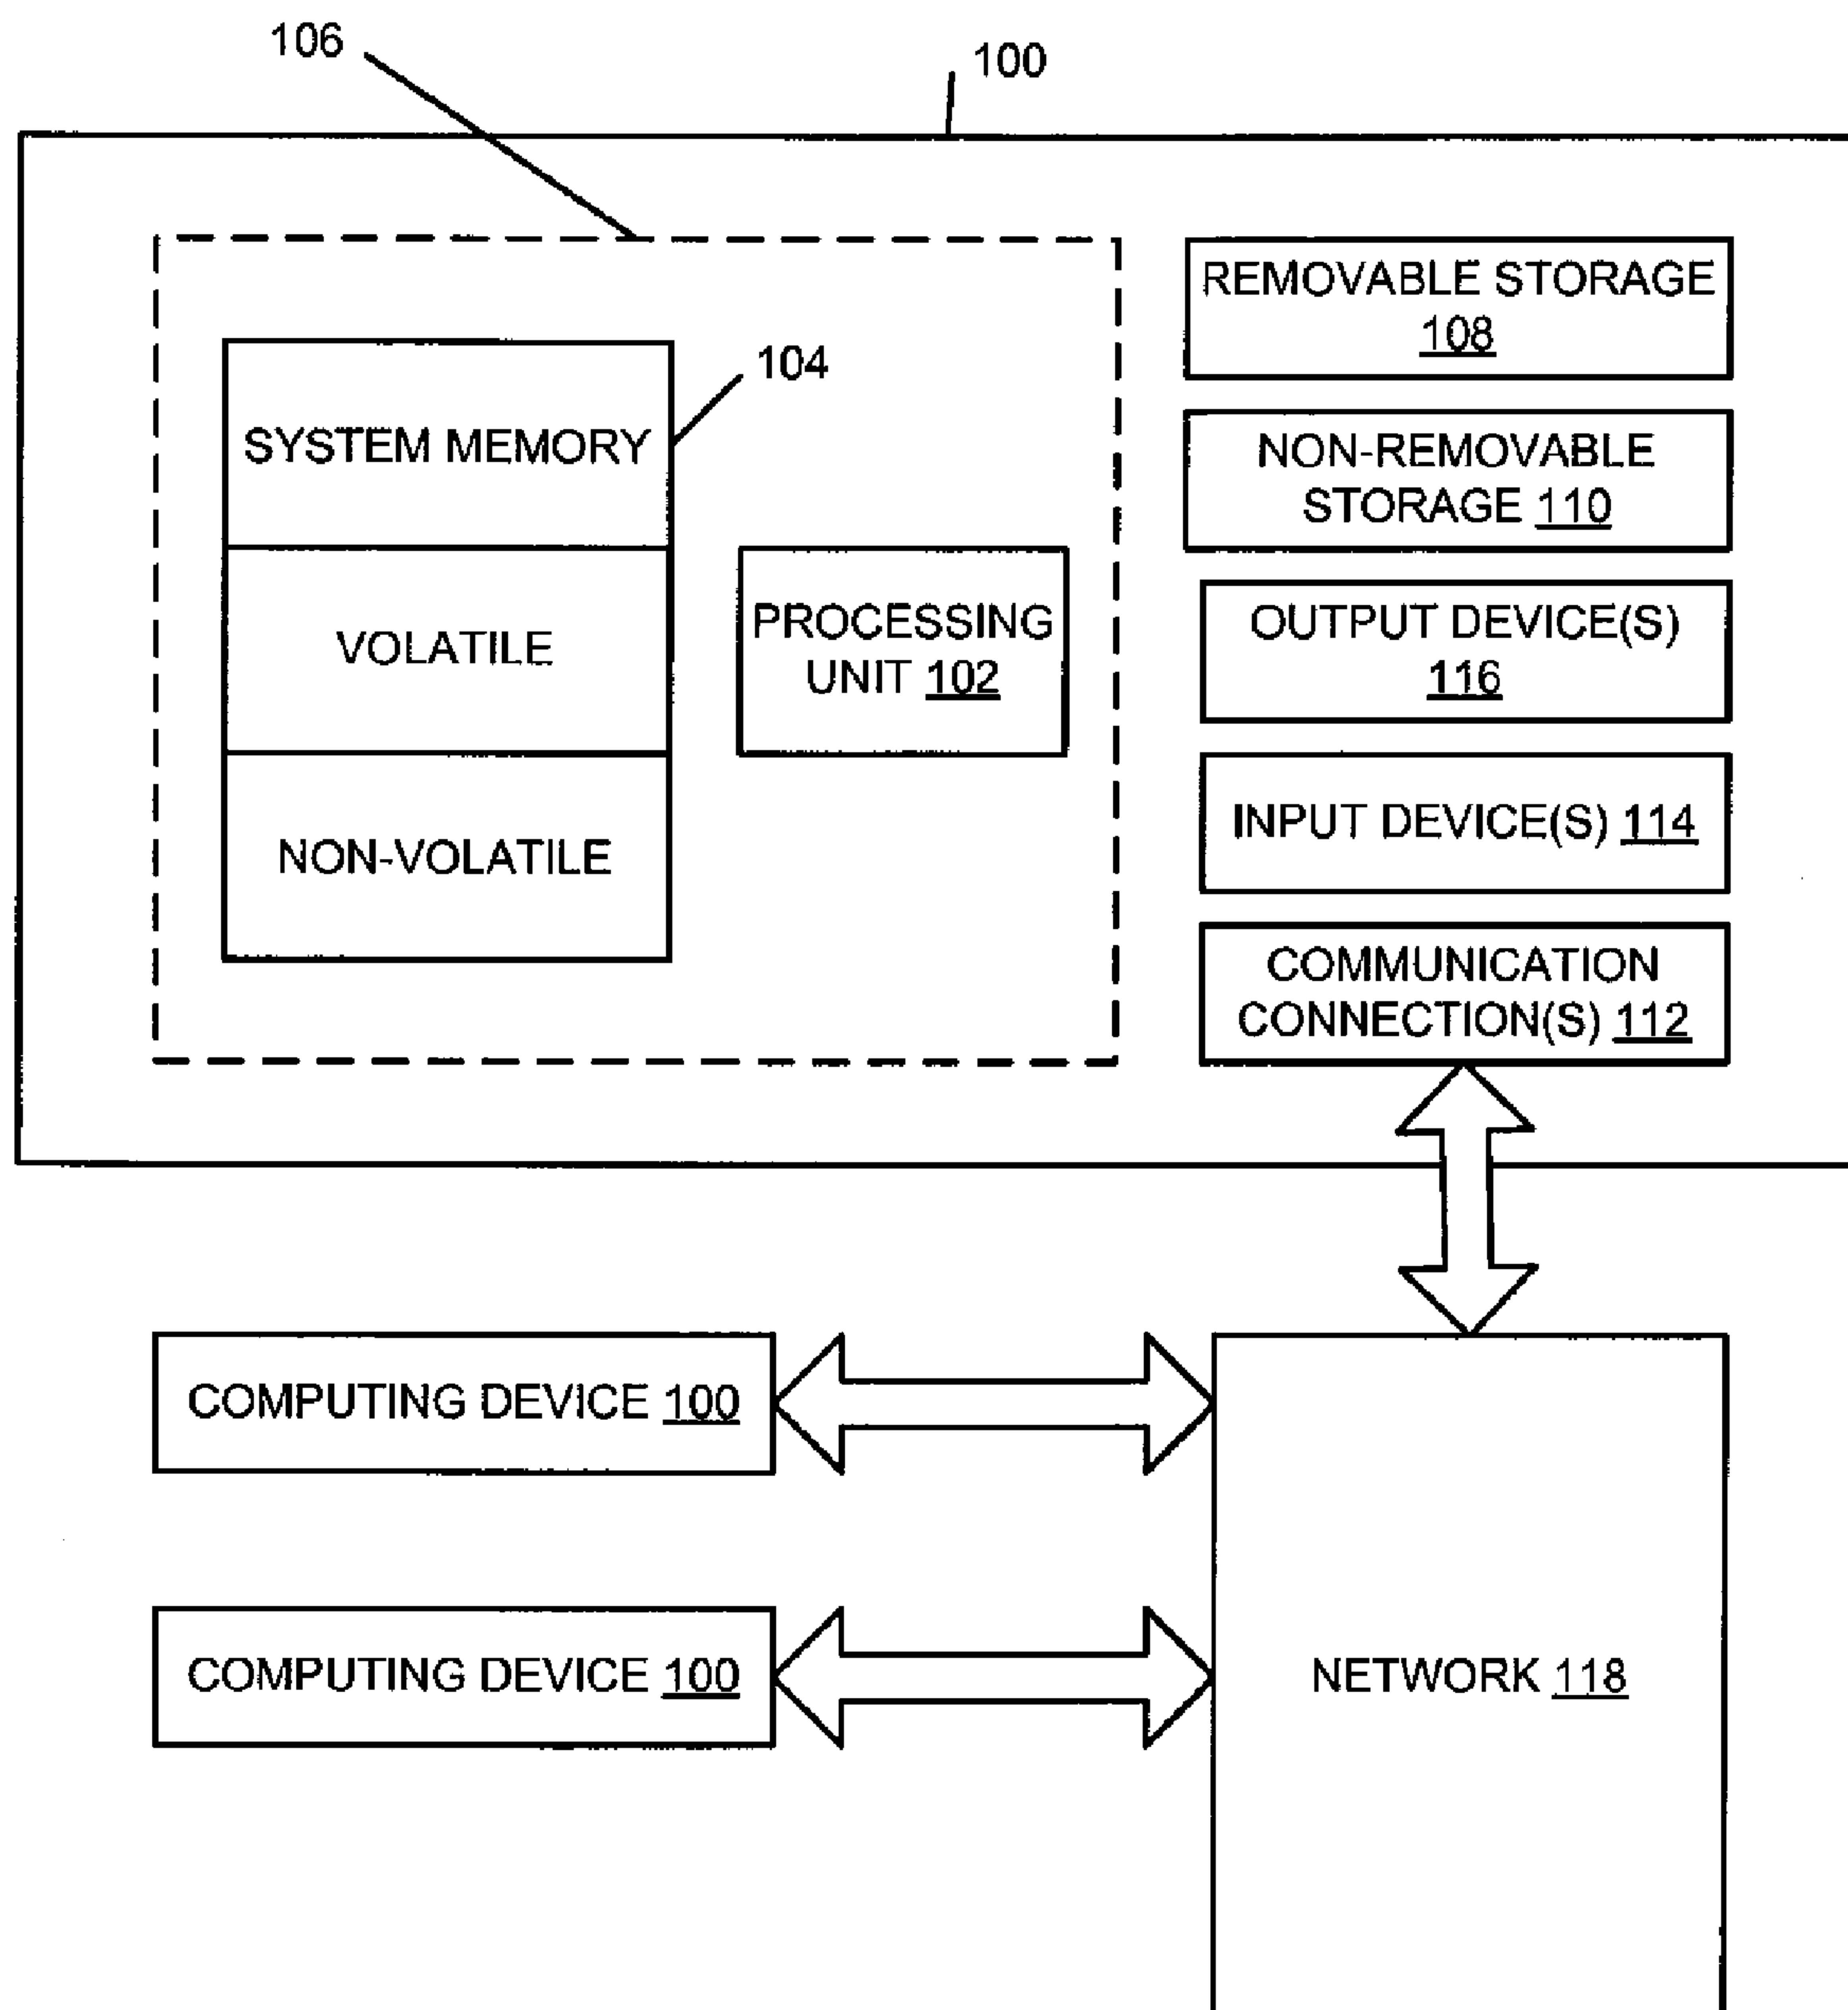 106
100
REMOVABLE STORAGE
108
104
SYSTEM MEMORY
NON-REMOVABLE
STORAGE 110
VOLATILE
PROCESSING
UNIT 102
OUTPUT DEVICE(S)
116
NON-VOLATILE
INPUT DEVICE(S) 114
COMMUNICATION
CONNECTION(S) 112
COMPUTING DEVICE 100
COMPUTING DEVICE 100
NETWORK 118